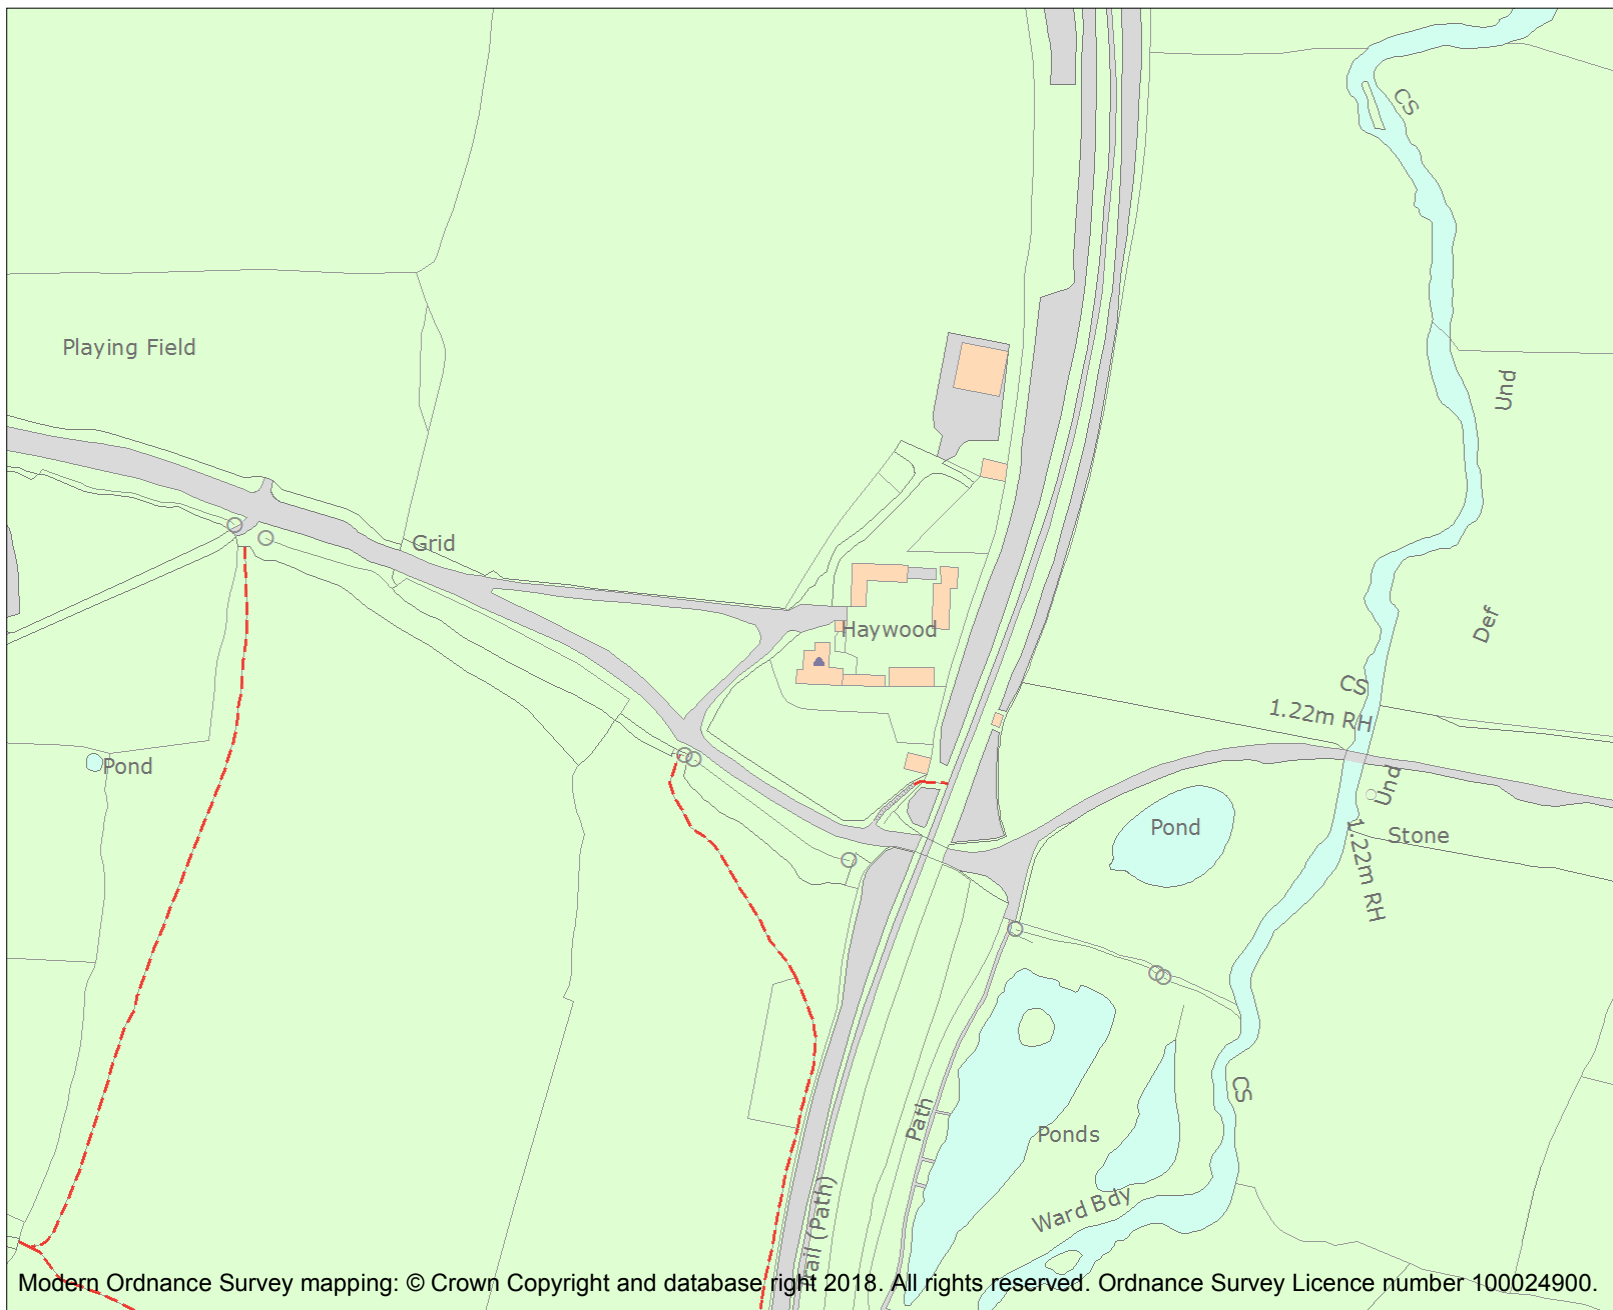 CS
Playing Field
Und
Grid
Def
Haywood
CS
1.22m RH
Pond
Und
Pond
Stone
1.22m RH
CS
Path
Ponds
Ward Bdy
Trail (Path)
Modern Ordnance Survey mapping: © Crown Copyright and database right 2018. All rights reserved. Ordnance Survey Licence number 100024900.